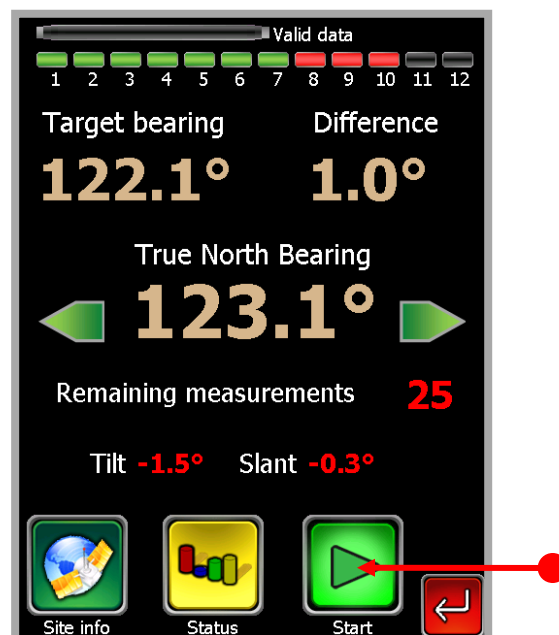 Valid data
1 2 3 4 5 6 7 8 9 10 11 12
Target bearing Difference
122.1° 1.0°
True North Bearing
123.1°
Remaining measurements 25
Tilt -1.5° Slant -0.3°
Site info Status Start